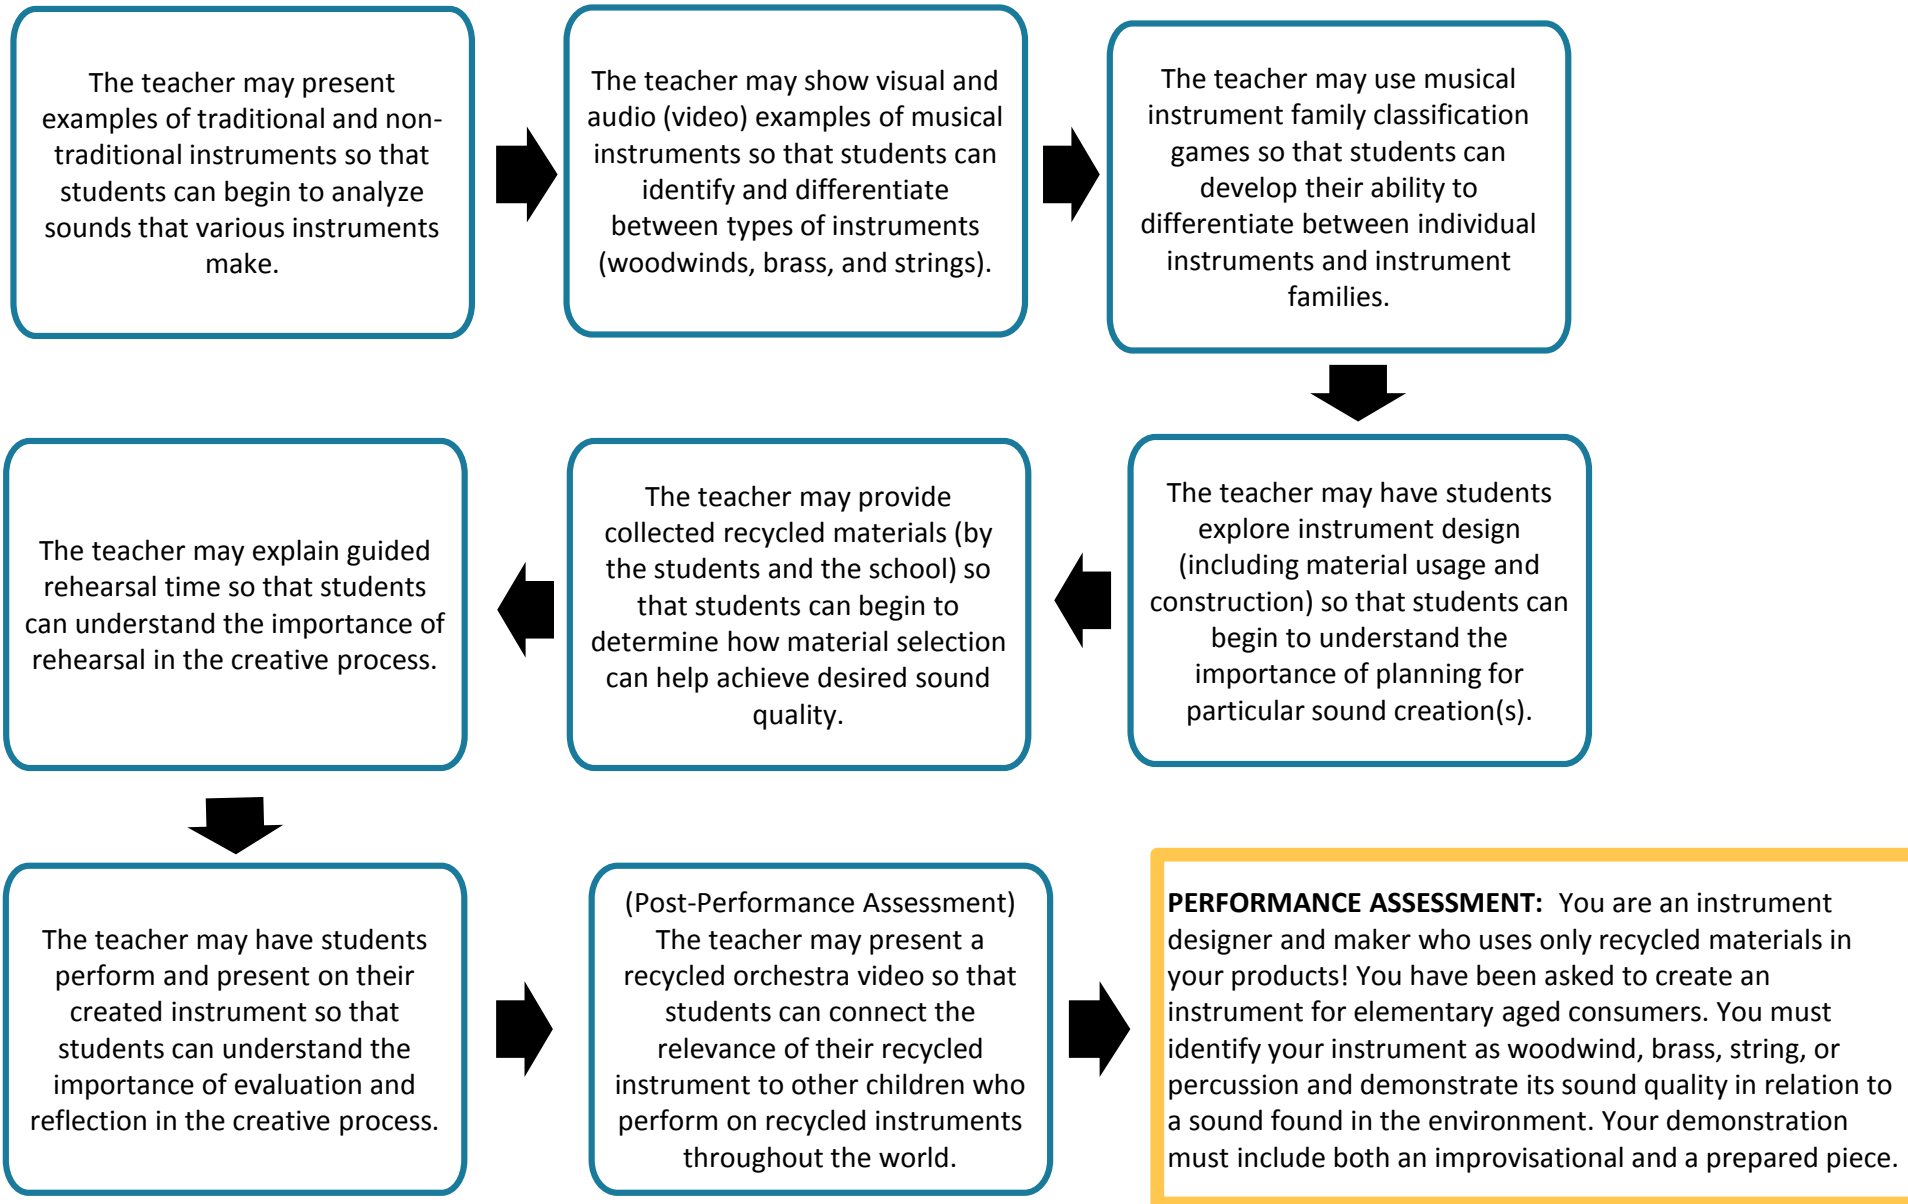 The teacher may present
examples of traditional and non-
traditional instruments so that
students can begin to analyze
sounds that various instruments
make.
The teacher may show visual and
audio (video) examples of musical
instruments so that students can
identify and differentiate
between types of instruments
(woodwinds, brass, and strings).
The teacher may use musical
instrument family classification
games so that students can
develop their ability to
differentiate between individual
instruments and instrument
families.
The teacher may have students
explore instrument design
(including material usage and
construction) so that students can
begin to understand the
importance of planning for
particular sound creation(s).
The teacher may provide
collected recycled materials (by
the students and the school) so
that students can begin to
determine how material selection
can help achieve desired sound
quality.
The teacher may explain guided
rehearsal time so that students
can understand the importance of
rehearsal in the creative process.
The teacher may have students
perform and present on their
created instrument so that
students can understand the
importance of evaluation and
reflection in the creative process.
(Post-Performance Assessment)
The teacher may present a
recycled orchestra video so that
students can connect the
relevance of their recycled
instrument to other children who
perform on recycled instruments
throughout the world.
PERFORMANCE ASSESSMENT: You are an instrument
designer and maker who uses only recycled materials in
your products! You have been asked to create an
instrument for elementary aged consumers. You must
identify your instrument as woodwind, brass, string, or
percussion and demonstrate its sound quality in relation to
a sound found in the environment. Your demonstration
must include both an improvisational and a prepared piece.